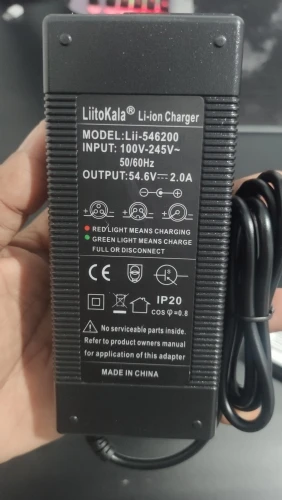 LiitoKala® Li-ion Charger
MODEL:Lii-546200
INPUT: 100V-245V~
50/60Hz
OUTPUT:54.6V⎓2.0A
RED LIGHT MEANS CHARGING
GREEN LIGHT MEANS CHARGE
FULL OR DISCONNECT
CE
IP20
COS φ=0.8
No serviceable parts inside.
Refer to product owners manual
for application of this adapter
MADE IN CHINA